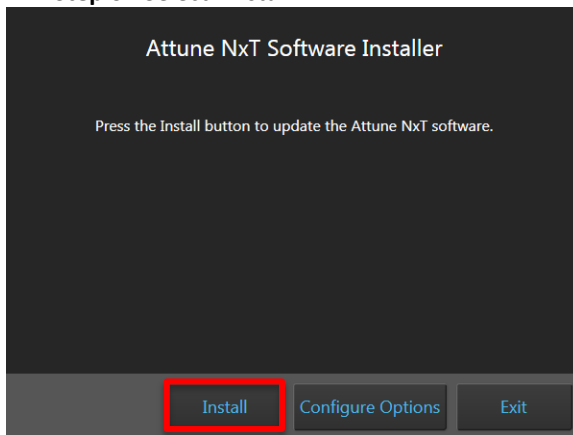 Attune NxT Software Installer
Press the Install button to update the Attune NxT software.
Install Configure Options Exit